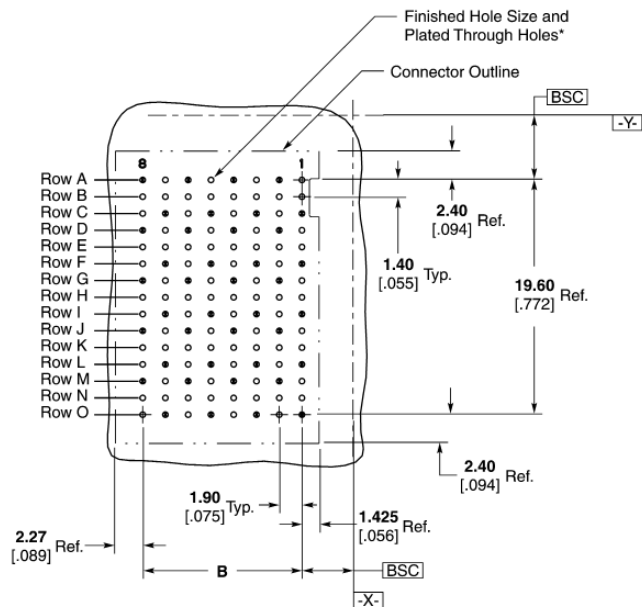 Finished Hole Size and
Plated Through Holes*
Connector Outline
BSC
-Y-
8
1
Row A
Row B
Row C
Row D
Row E
Row F
Row G
Row H
Row I
Row J
Row K
Row L
Row M
Row N
Row O
2.40
[.094] Ref.
1.40
[.055] Typ.
19.60
[.772] Ref.
2.40
[.094] Ref.
1.90
[.075] Typ.
1.425
[.056] Ref.
2.27
[.089] Ref.
B
BSC
-X-